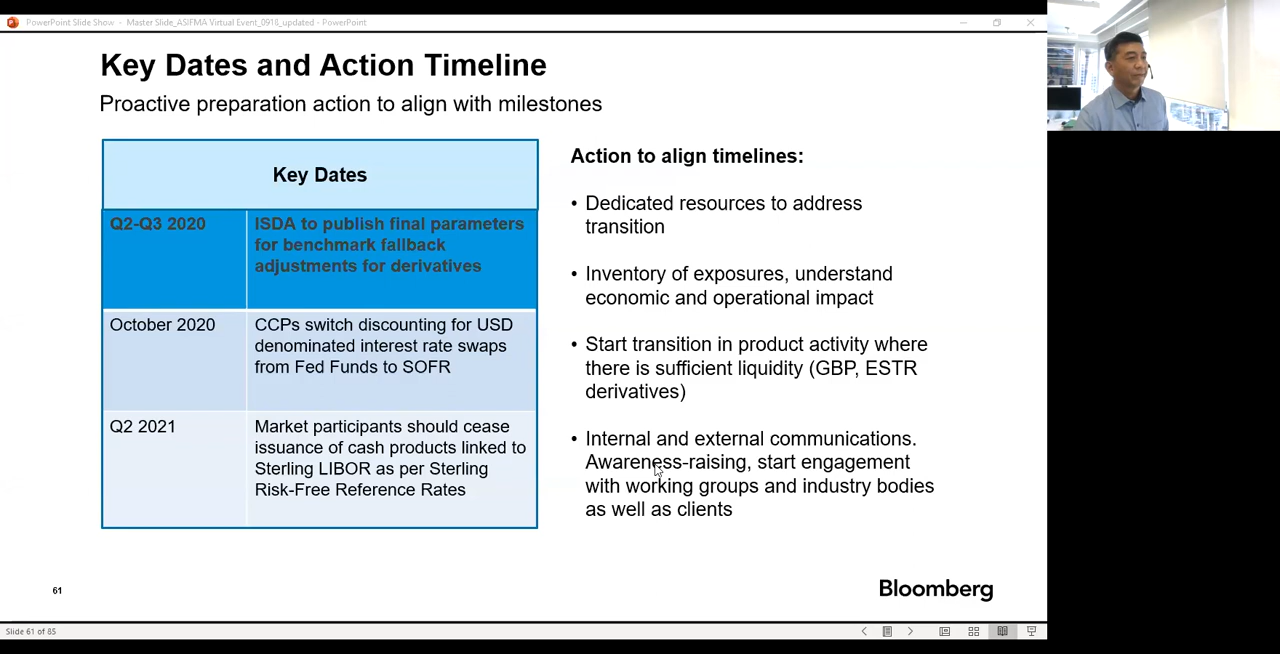 PowerPoint Slide Show - Master Slide_ASIFMA Virtual Event_0918_updated - PowerPoint
Key Dates and Action Timeline
Proactive preparation action to align with milestones
Key Dates
Q2-Q3 2020
ISDA to publish final parameters
for benchmark fallback
adjustments for derivatives
October 2020
CCPs switch discounting for USD
denominated interest rate swaps
from Fed Funds to SOFR
Q2 2021
Market participants should cease
issuance of cash products linked to
Sterling LIBOR as per Sterling
Risk-Free Reference Rates
Action to align timelines:
• Dedicated resources to address
transition
• Inventory of exposures, understand
economic and operational impact
• Start transition in product activity where
there is sufficient liquidity (GBP, ESTR
derivatives)
• Internal and external communications.
Awareness-raising, start engagement
with working groups and industry bodies
as well as clients
61
Bloomberg
Slide 61 of 85